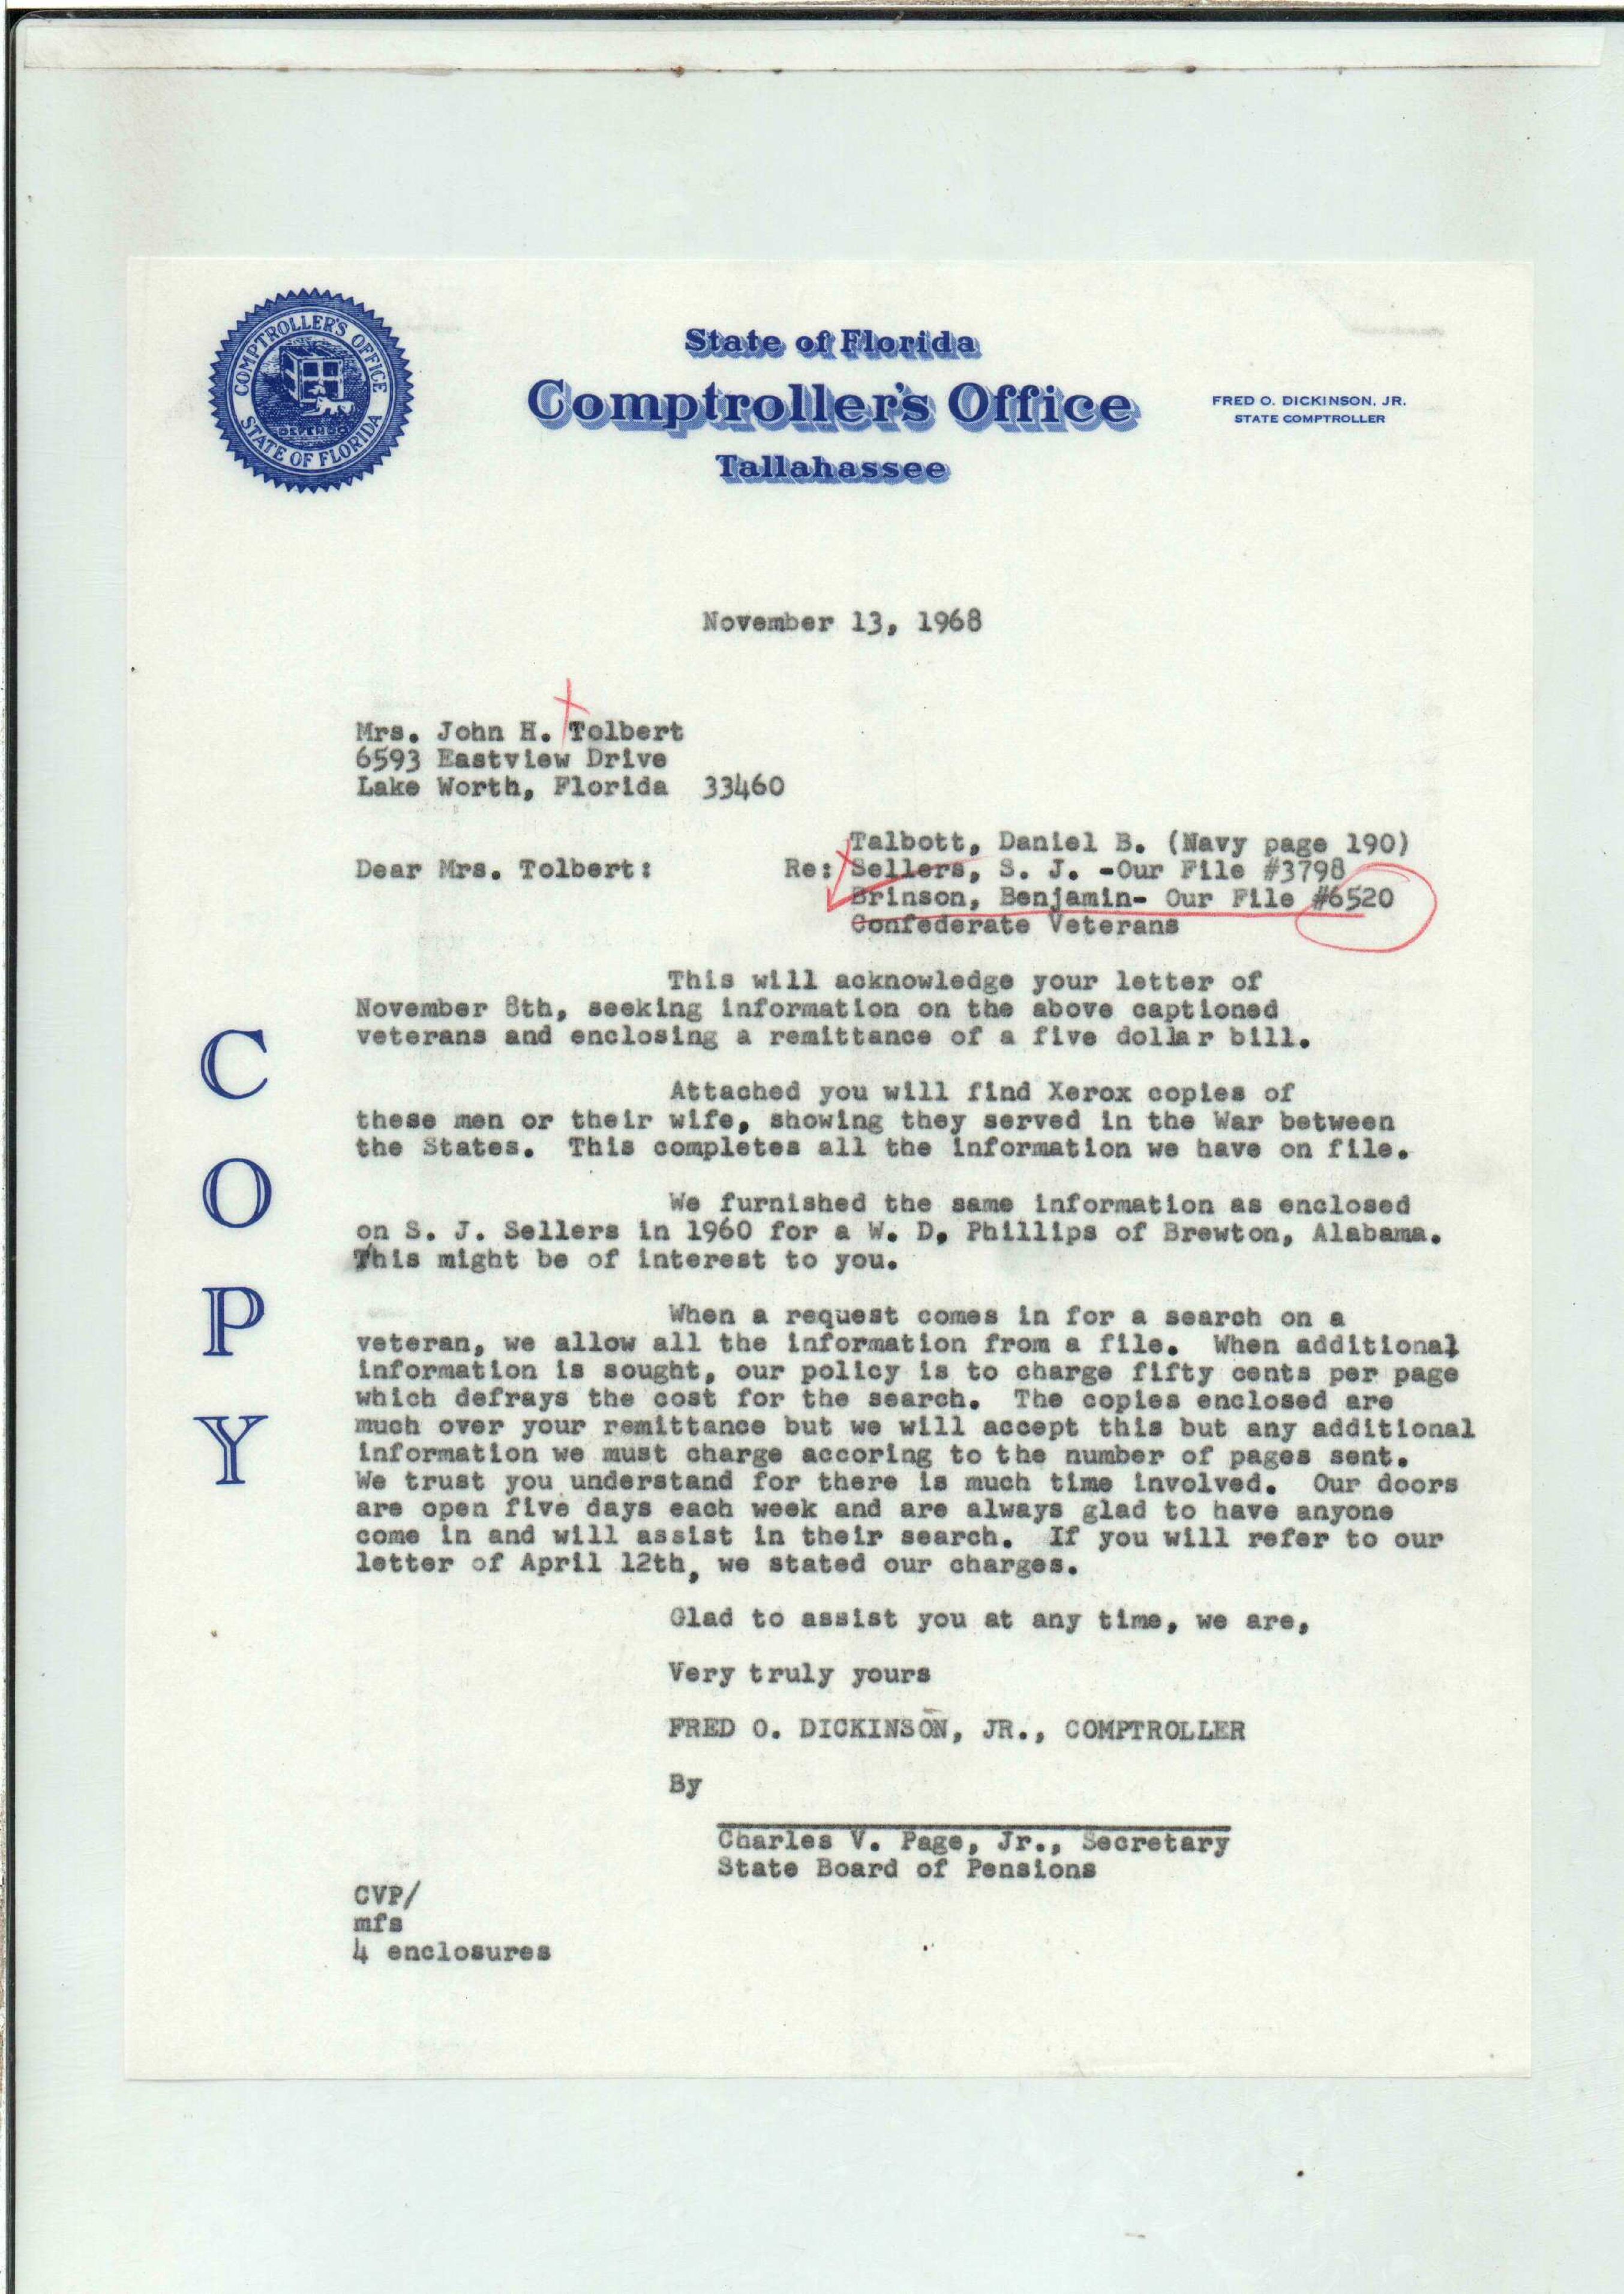 COMPTROLLER'S OFFICE
STATE OF FLORIDA
State of Florida
Comptroller's Office
Tallahassee
FRED O. DICKINSON, JR.
STATE COMPTROLLER
November 13, 1968
Mrs. John H. Tolbert
6593 Eastview Drive
Lake Worth, Florida 33460
Talbott, Daniel B. (Navy page 190)
Dear Mrs. Tolbert: Re: Sellers, S. J. -Our File #3798
Brinson, Benjamin- Our File #6520
Confederate Veterans
This will acknowledge your letter of
November 8th, seeking information on the above captioned
veterans and enclosing a remittance of a five dollar bill.
Attached you will find Xerox copies of
these men or their wife, showing they served in the War between
the States. This completes all the information we have on file.
We furnished the same information as enclosed
on S. J. Sellers in 1960 for a W. D. Phillips of Brewton, Alabama.
This might be of interest to you.
When a request comes in for a search on a
veteran, we allow all the information from a file. When additional
information is sought, our policy is to charge fifty cents per page
which defrays the cost for the search. The copies enclosed are
much over your remittance but we will accept this but any additional
information we must charge accoring to the number of pages sent.
We trust you understand for there is much time involved. Our doors
are open five days each week and are always glad to have anyone
come in and will assist in their search. If you will refer to our
letter of April 12th, we stated our charges.
Glad to assist you at any time, we are,
Very truly yours
FRED O. DICKINSON, JR., COMPTROLLER
By
Charles V. Page, Jr., Secretary
State Board of Pensions
CVP/
mfs
4 enclosures
COPY